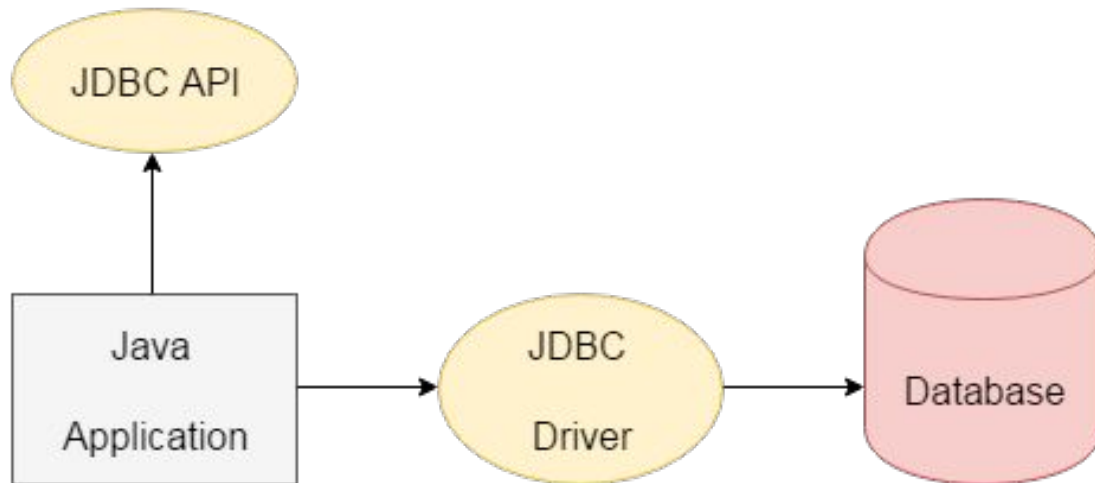 JDBC API
Java
Application
JDBC
Driver
Database